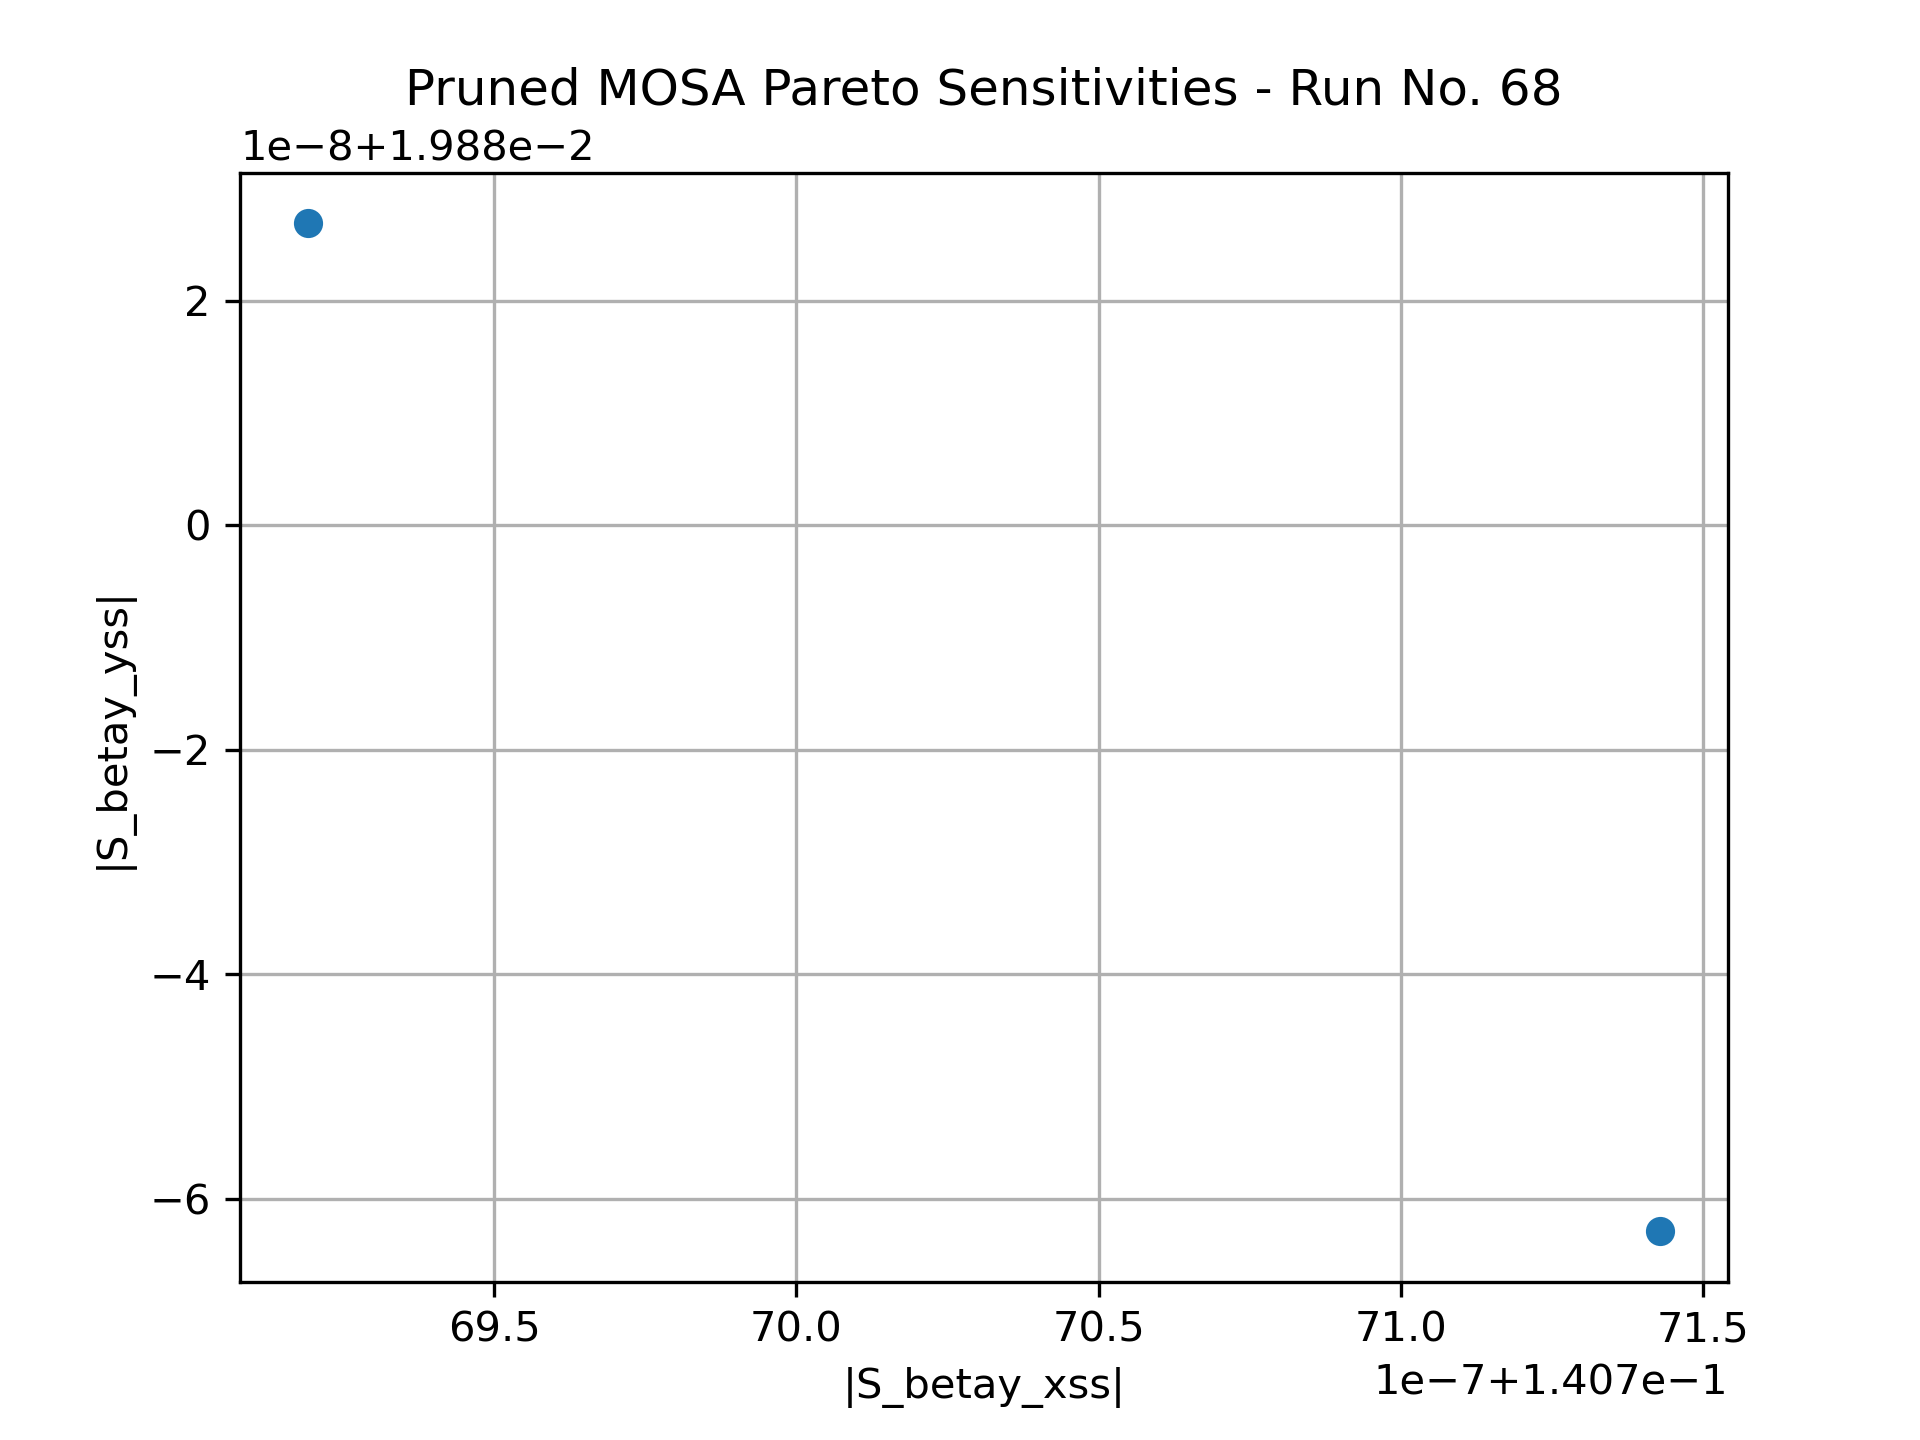 Pruned MOSA Pareto Sensitivities - Run No. 68
1e−8+1.988e−2
2
0
−2
−4
−6
|S_betay_yss|
69.5 70.0 70.5 71.0 71.5
1e−7+1.407e−1
|S_betay_xss|